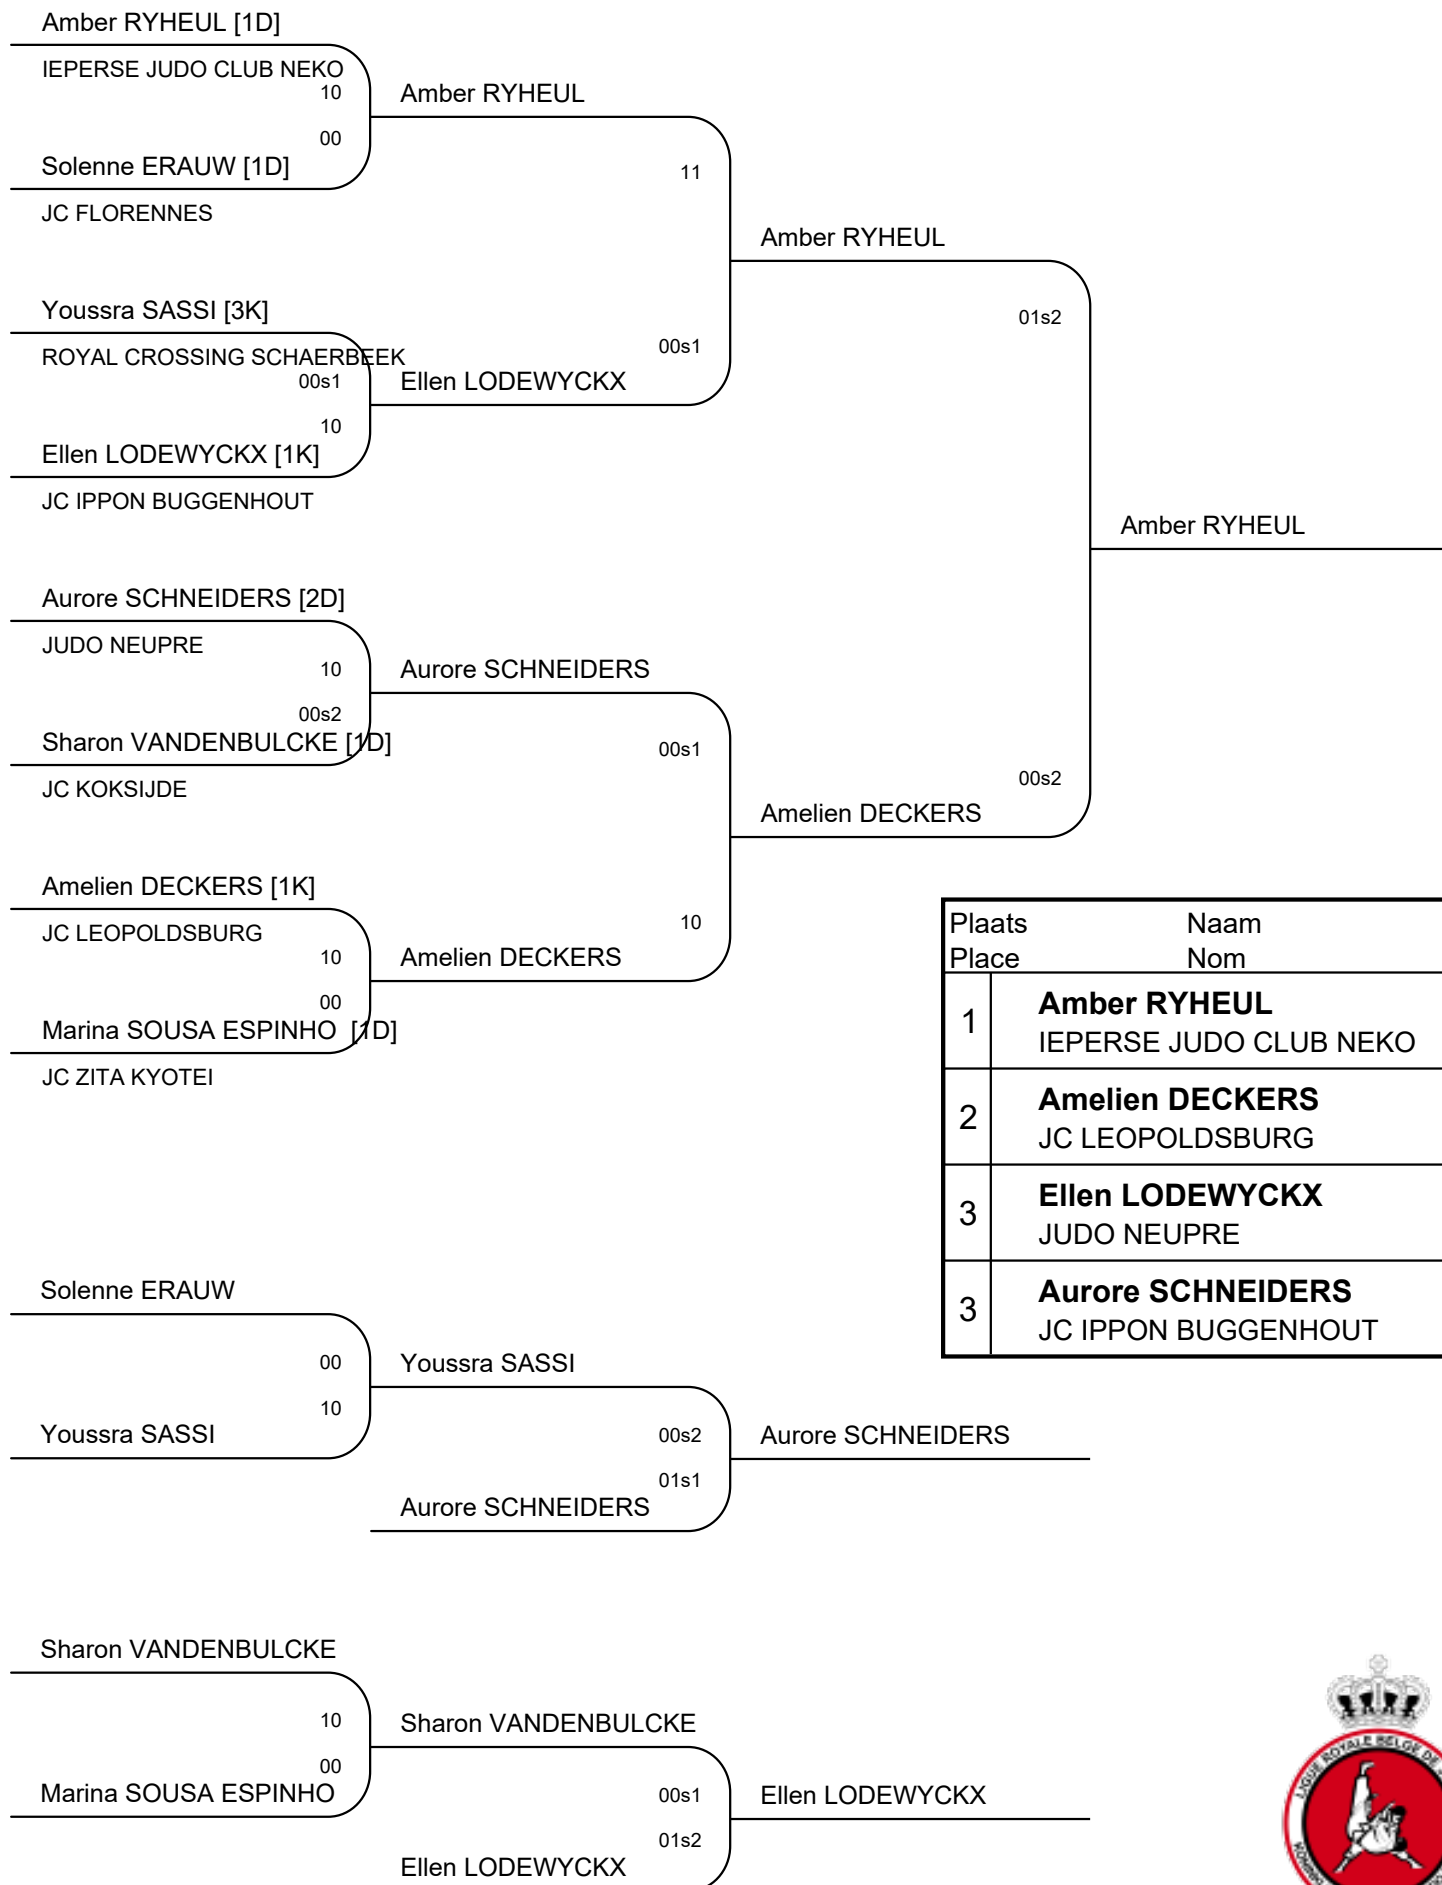 Amber RYHEUL [1D]
IEPERSE JUDO CLUB NEKO
10
Amber RYHEUL
00
Solenne ERAUW [1D]
11
JC FLORENNES
Amber RYHEUL
Youssra SASSI [3K]
01s2
ROYAL CROSSING SCHAERBEEK
00s1
00s1
Ellen LODEWYCKX
10
Ellen LODEWYCKX [1K]
JC IPPON BUGGENHOUT
Amber RYHEUL
Aurore SCHNEIDERS [2D]
JUDO NEUPRE
10
Aurore SCHNEIDERS
00s2
Sharon VANDENBULCKE [1D]
00s1
JC KOKSIJDE
00s2
Amelien DECKERS
Amelien DECKERS [1K]
10
JC LEOPOLDSBURG
10
Amelien DECKERS
00
Marina SOUSA ESPINHO [1D]
JC ZITA KYOTEI
Plaats Naam
Place Nom
1 Amber RYHEUL
IEPERSE JUDO CLUB NEKO
2 Amelien DECKERS
JC LEOPOLDSBURG
3 Ellen LODEWYCKX
JUDO NEUPRE
3 Aurore SCHNEIDERS
JC IPPON BUGGENHOUT
Solenne ERAUW
00
Youssra SASSI
10
Youssra SASSI
00s2
Aurore SCHNEIDERS
01s1
Aurore SCHNEIDERS
Sharon VANDENBULCKE
10
Sharon VANDENBULCKE
00
Marina SOUSA ESPINHO
00s1
Ellen LODEWYCKX
01s2
Ellen LODEWYCKX
LIGUE ROYALE BELGE DE